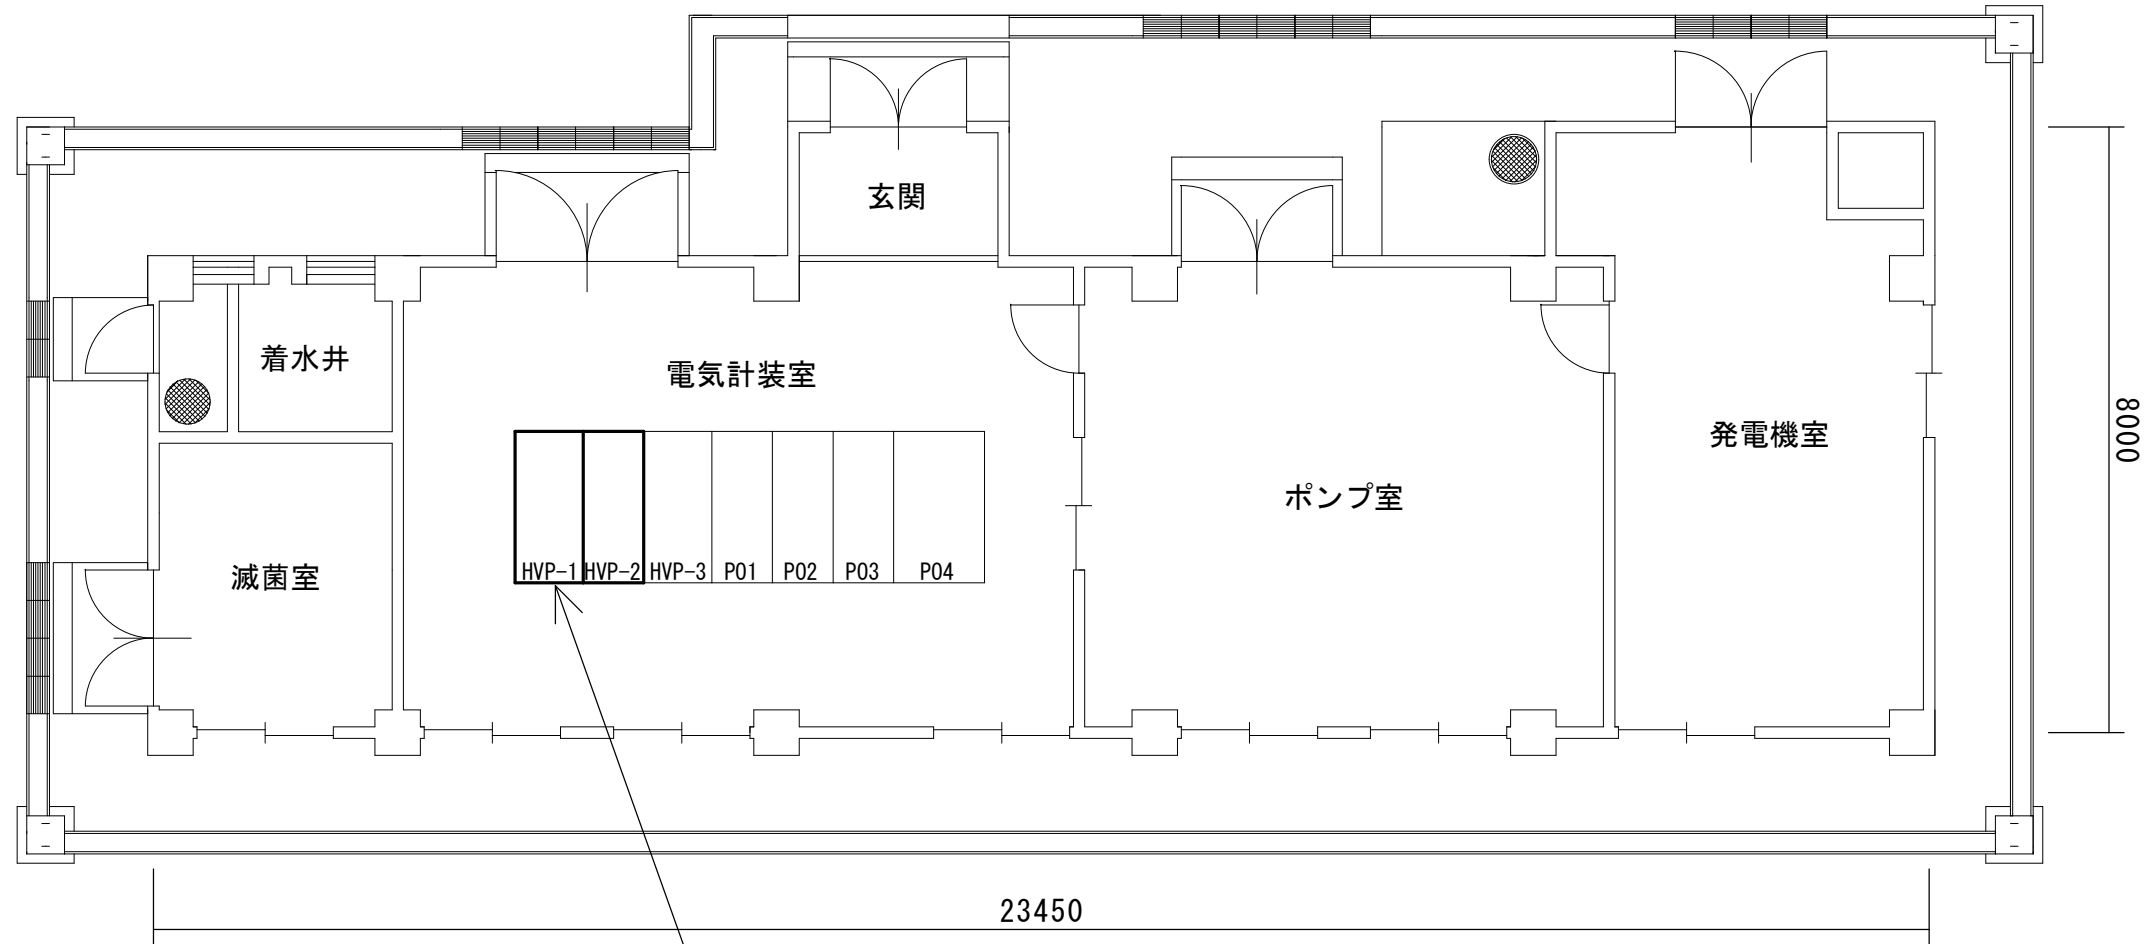 玄関
着水井
電気計装室
発電機室
8000
ポンプ室
滅菌室
HVP-1 HVP-2 HVP-3 P01 P02 P03 P04
23450